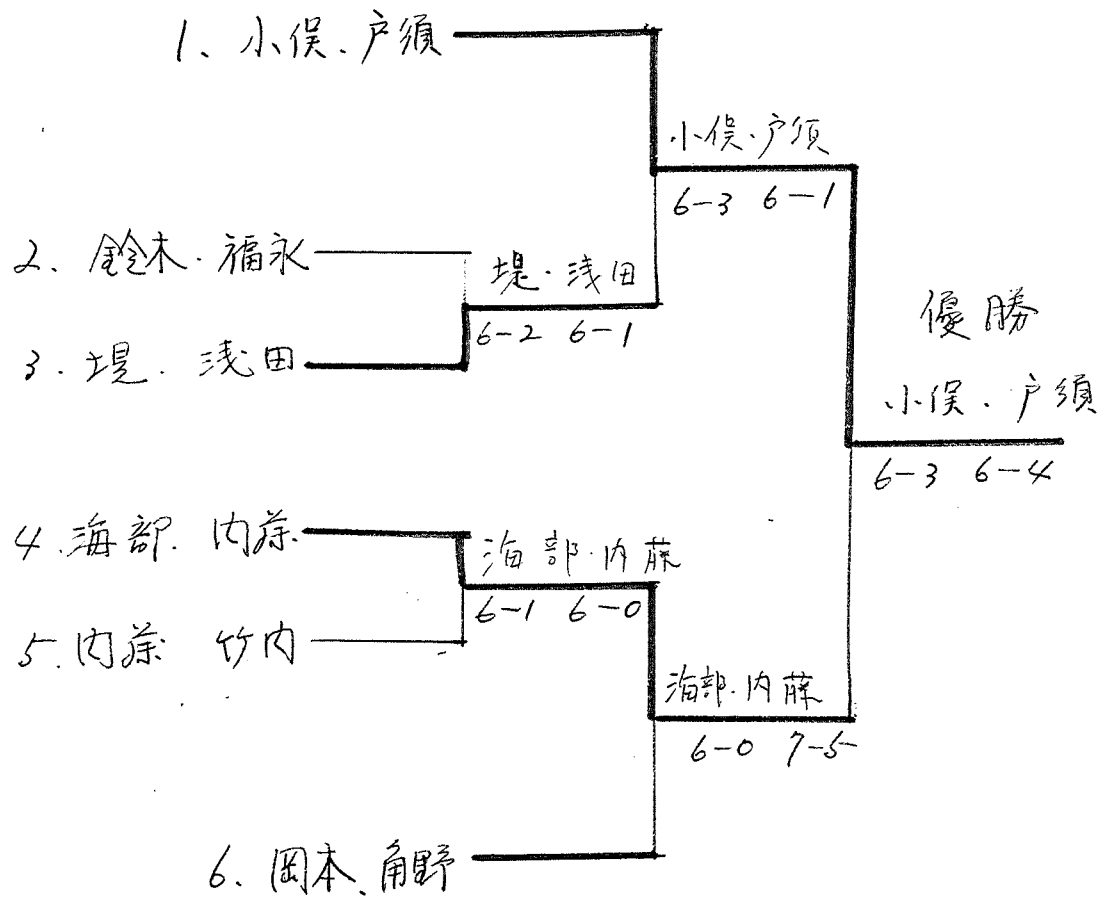 1、小俣、戸須
小俣・戸須
6-3 6-1
2、鈴木・福永
堤・浅田
6-2 6-1
3.堤.浅田
優勝
小俣.戸須
6-3 6-4
4.海部.内藤
海部・内藤
6-1 6-0
5.内藤 竹内
海部・内藤
6-0 7-5
6、岡本、角野